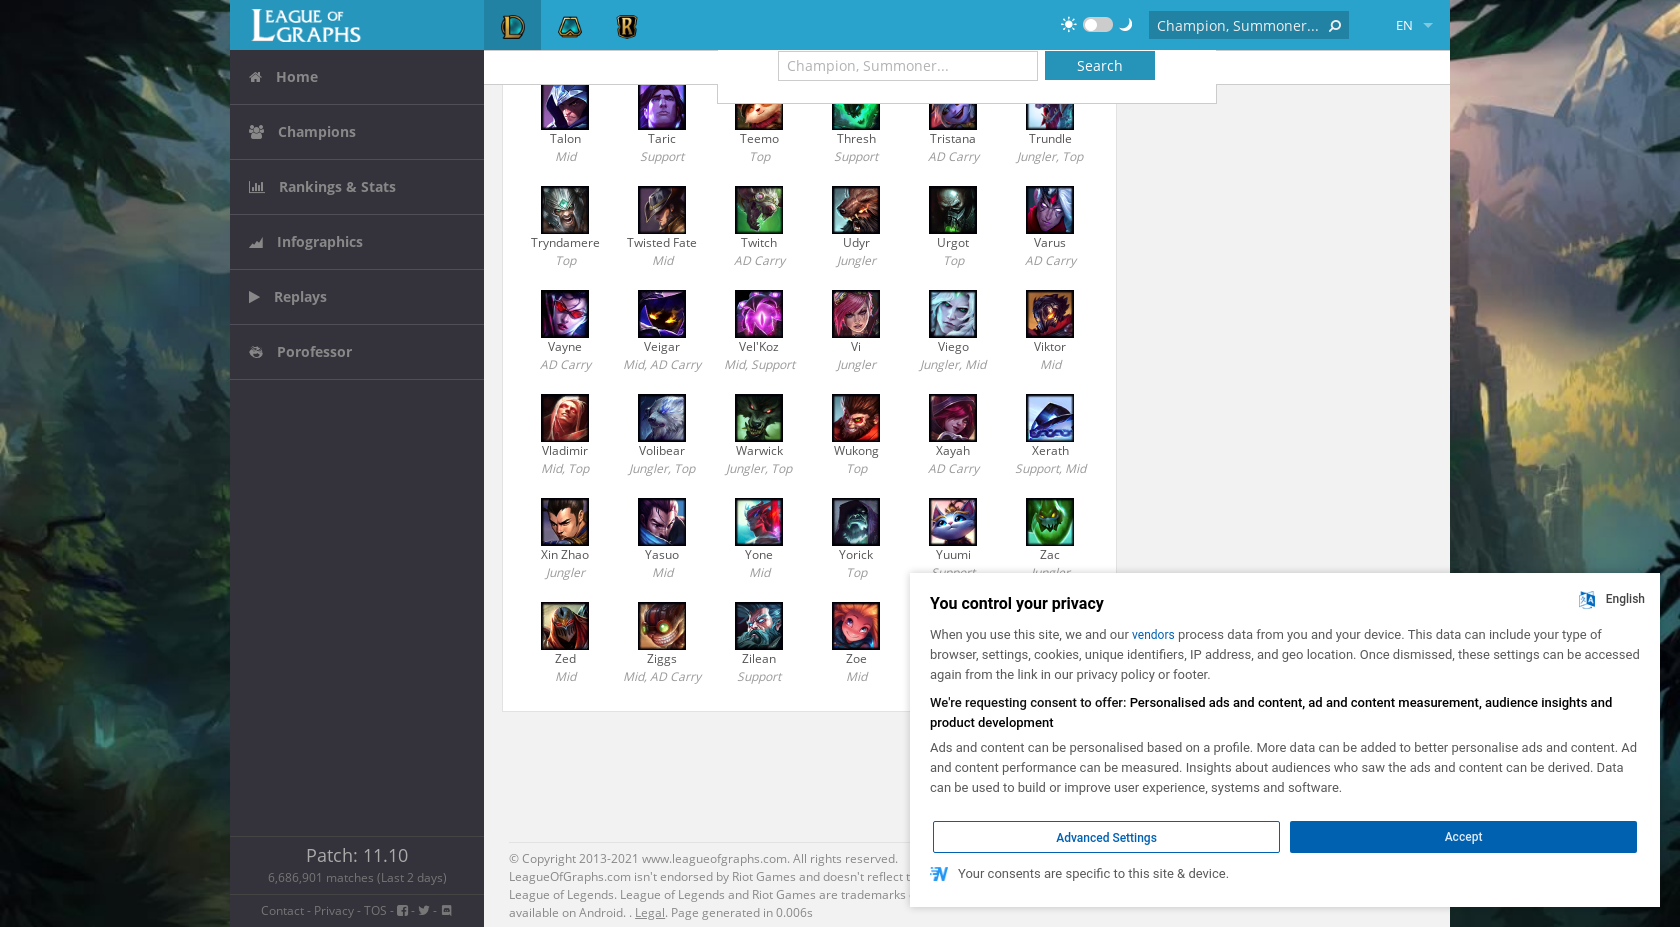 LEAGUE OF GRAPHS
Champion, Summoner...
EN
Home
Champions
Rankings & Stats
Infographics
Replays
Porofessor
Patch: 11.10
6,686,901 matches (Last 2 days)
Contact - Privacy - TOS - - -
Champion, Summoner...
Search
Talon Taric Teemo Thresh Tristana Trundle
Mid Support Top Support AD Carry Jungler, Top
Tryndamere Twisted Fate Twitch Udyr Urgot Varus
Top Mid AD Carry Jungler Top AD Carry
Vayne Veigar Vel'Koz Vi Viego Viktor
AD Carry Mid, AD Carry Mid, Support Jungler Jungler, Mid Mid
Vladimir Volibear Warwick Wukong Xayah Xerath
Mid, Top Jungler, Top Jungler, Top Top AD Carry Support, Mid
Xin Zhao Yasuo Yone Yorick Yuumi Zac
Jungler Mid Mid Top Support Jungler
Zed Ziggs Zilean Zoe
Mid Mid, AD Carry Support Mid
© Copyright 2013-2021 www.leagueofgraphs.com. All rights reserved.
LeagueOfGraphs.com isn't endorsed by Riot Games and doesn't reflect
League of Legends. League of Legends and Riot Games are trademarks
available on Android. . Legal. Page generated in 0.006s
You control your privacy
English
When you use this site, we and our vendors process data from you and your device. This data can include your type of
browser, settings, cookies, unique identifiers, IP address, and geo location. Once dismissed, these settings can be accessed
again from the link in our privacy policy or footer.
We're requesting consent to offer: Personalised ads and content, ad and content measurement, audience insights and
product development
Ads and content can be personalised based on a profile. More data can be added to better personalise ads and content. Ad
and content performance can be measured. Insights about audiences who saw the ads and content can be derived. Data
can be used to build or improve user experience, systems and software.
Advanced Settings
Accept
Your consents are specific to this site & device.